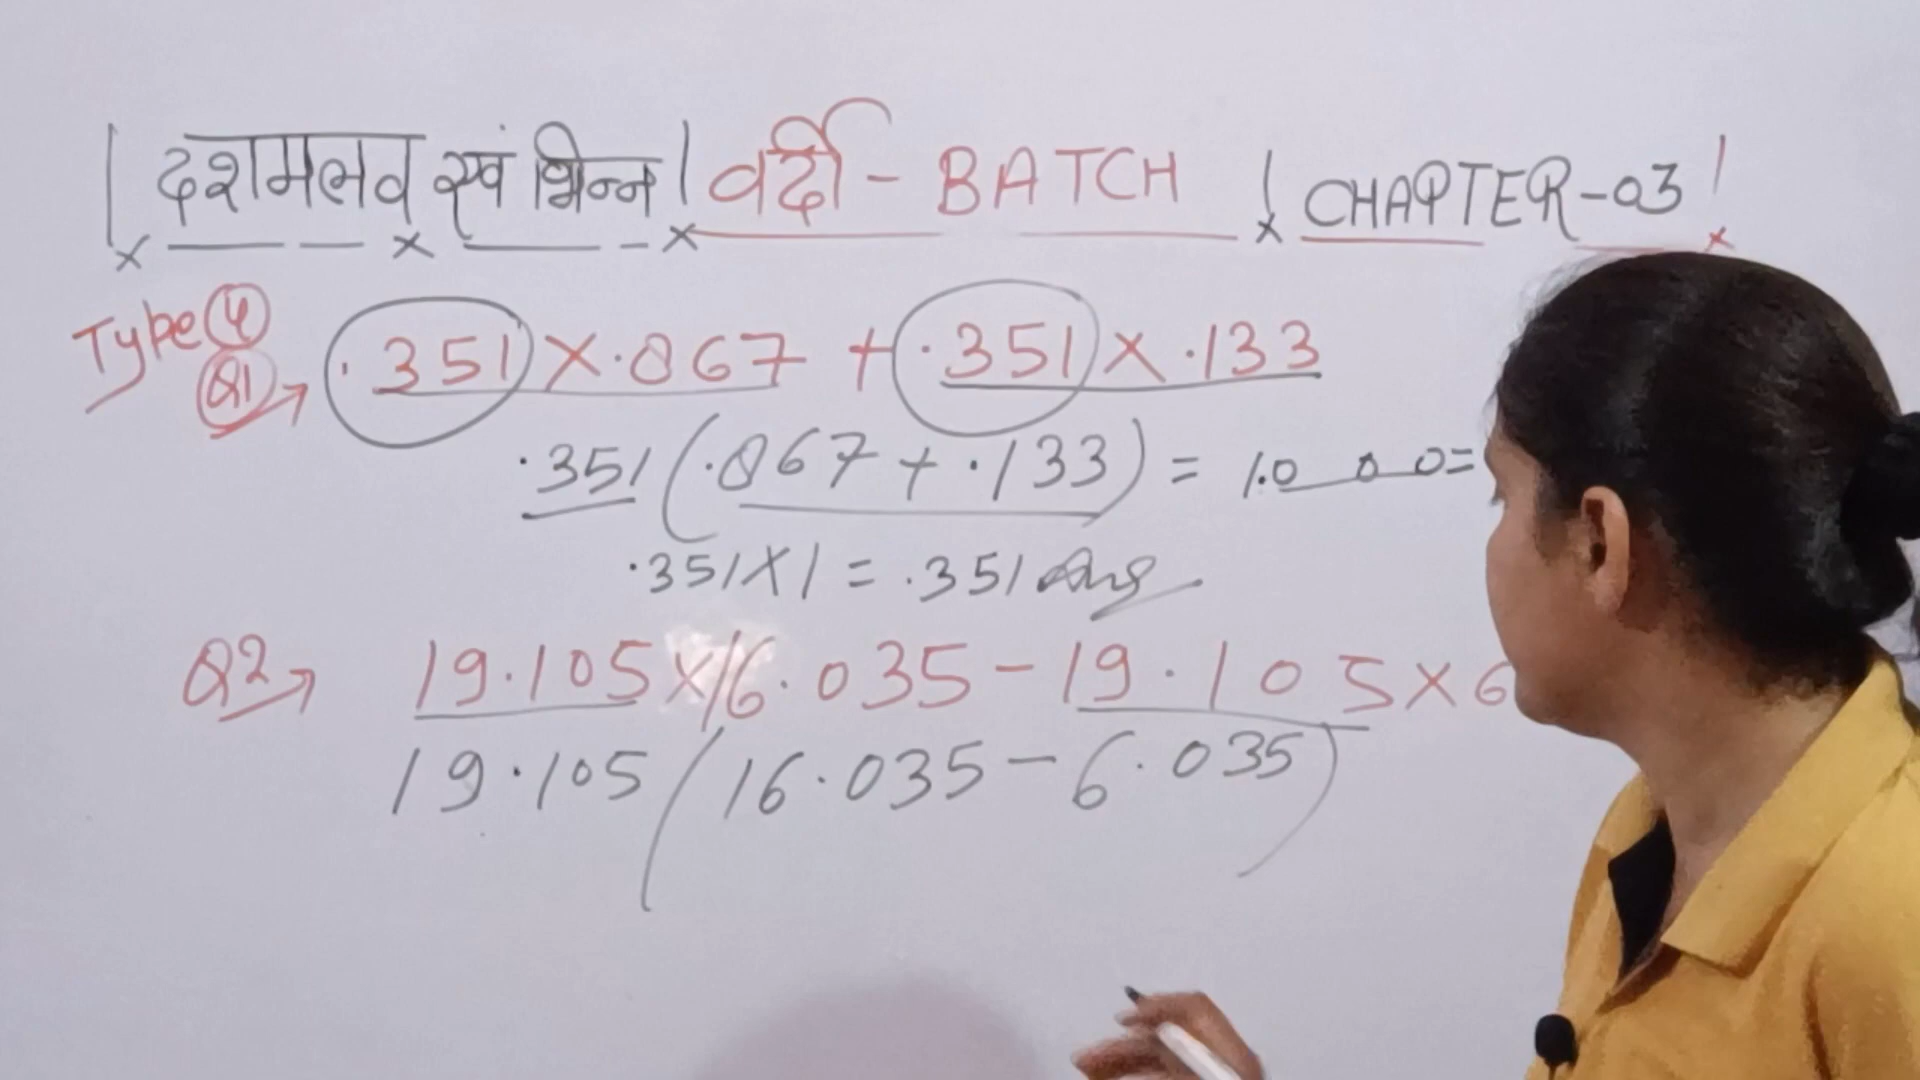 दशमलव एवं भिन्न | वर्दी - BATCH | CHAPTER-03 |
Type 4
Q1→ .351 × .867 + .351 × .133
.351 (.867 + .133) = 1.000=
.351×1 = .351 Ans
Q2→ 19.105×16.035-19.105×6
19.105 (16.035-6.035)